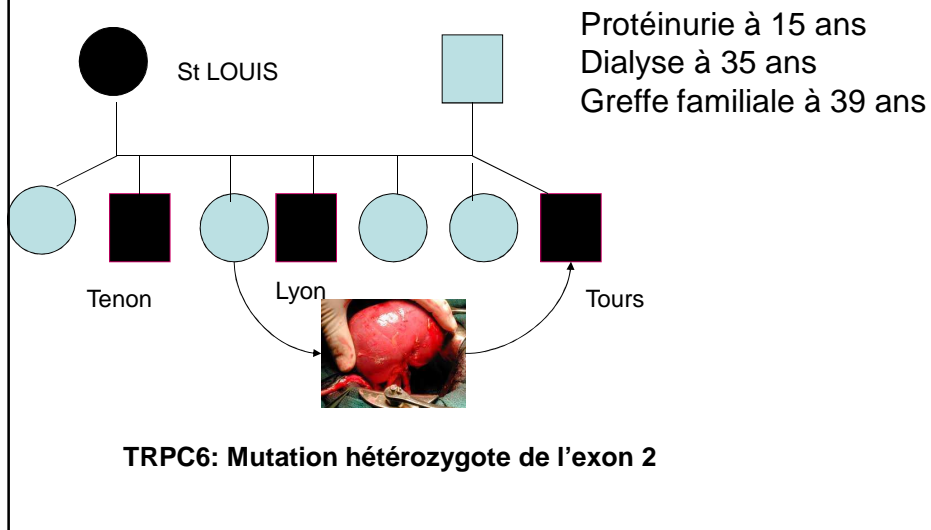 Protéinurie à 15 ans
Dialyse à 35 ans
Greffe familiale à 39 ans
St LOUIS
Tenon
Lyon
Tours
TRPC6: Mutation hétérozygote de l’exon 2